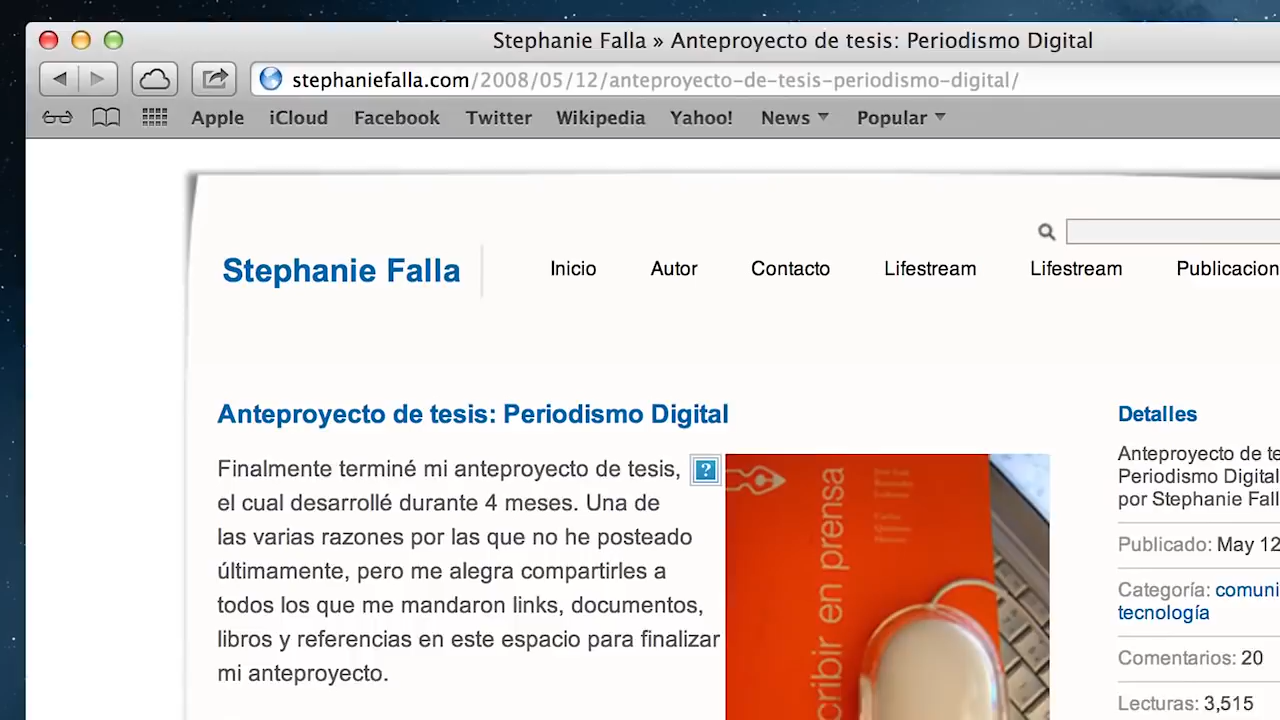 Stephanie Falla » Anteproyecto de tesis: Periodismo Digital
stephaniefalla.com/2008/05/12/anteproyecto-de-tesis-periodismo-digital/
Apple iCloud Facebook Twitter Wikipedia Yahoo! News Popular
Stephanie Falla
Inicio Autor Contacto Lifestream Lifestream Publicacion
Anteproyecto de tesis: Periodismo Digital
Finalmente terminé mi anteproyecto de tesis,
el cual desarrollé durante 4 meses. Una de
las varias razones por las que no he posteado
últimamente, pero me alegra compartirles a
todos los que me mandaron links, documentos,
libros y referencias en este espacio para finalizar
mi anteproyecto.
?
cribir en prensa
Detalles
Anteproyecto de te
Periodismo Digital
por Stephanie Fall
Publicado: May 12
Categoría: comuni
tecnología
Comentarios: 20
Lecturas: 3,515